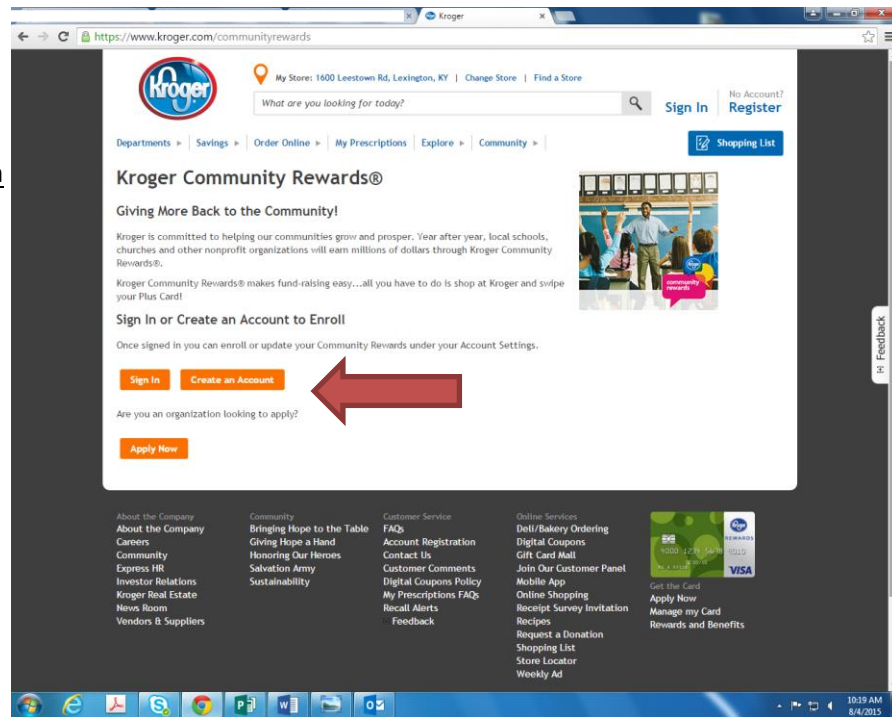 Kroger
https://www.kroger.com/communityrewards
Kroger
My Store: 1600 Leestown Rd, Lexington, KY | Change Store | Find a Store
What are you looking for today?
Sign In
No Account?
Register
Departments
Savings
Order Online
My Prescriptions
Explore
Community
Shopping List
Kroger Community Rewards®
Giving More Back to the Community!
Kroger is committed to helping our communities grow and prosper. Year after year, local schools,
churches and other nonprofit organizations will earn millions of dollars through Kroger Community
Rewards®.
Kroger Community Rewards® makes fund-raising easy...all you have to do is shop at Kroger and swipe
your Plus Card!
community
rewards
Sign In or Create an Account to Enroll
Once signed in you can enroll or update your Community Rewards under your Account Settings.
Sign In
Create an Account
Are you an organization looking to apply?
Apply Now
Feedback
About the Company
About the Company
Careers
Community
Express HR
Investor Relations
Kroger Real Estate
News Room
Vendors & Suppliers
Community
Bringing Hope to the Table
Giving Hope a Hand
Honoring Our Heroes
Salvation Army
Sustainability
Customer Service
FAQs
Account Registration
Contact Us
Customer Comments
Digital Coupons Policy
My Prescriptions FAQs
Recall Alerts
Feedback
Online Services
Deli/Bakery Ordering
Digital Coupons
Gift Card Mall
Join Our Customer Panel
Mobile App
Online Shopping
Receipt Survey Invitation
Recipes
Request a Donation
Shopping List
Store Locator
Weekly Ad
REWARDS
VISA
Get the Card
Apply Now
Manage my Card
Rewards and Benefits
10:19 AM
8/4/2015